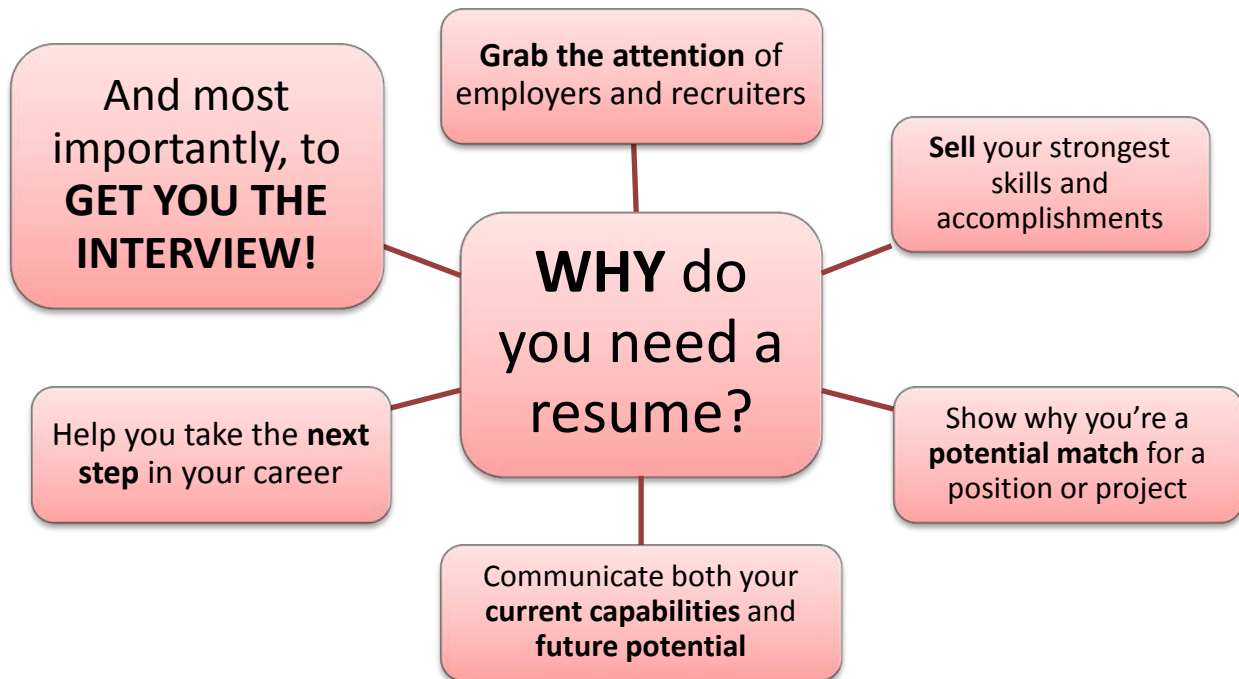 WHY do
you need a
resume?
Grab the attention of
employers and recruiters
Sell your strongest
skills and
accomplishments
Show why you’re a
potential match for a
position or project
Communicate both your
current capabilities and
future potential
Help you take the next
step in your career
And most
importantly, to
GET YOU THE
INTERVIEW!